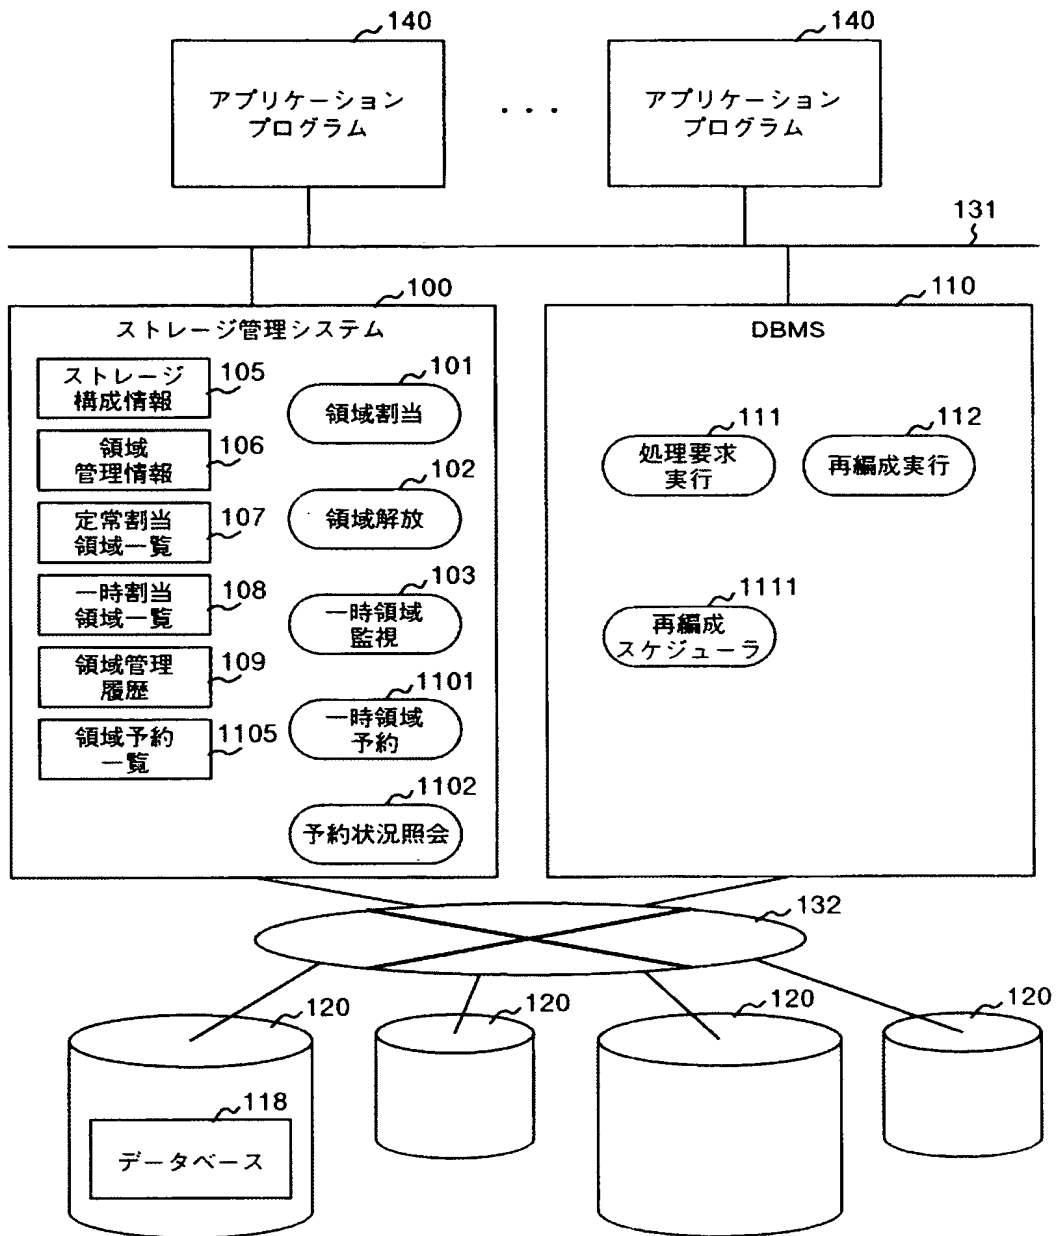 140
アプリケーション
プログラム
. . .
140
アプリケーション
プログラム
131
100
ストレージ管理システム
ストレージ
構成情報
105
領域
管理情報
106
定常割当
領域一覧
107
一時割当
領域一覧
108
領域管理
履歴
109
領域予約
一覧
1105
101
領域割当
102
領域解放
103
一時領域
監視
1101
一時領域
予約
1102
予約状況照会
110
DBMS
111
処理要求
実行
112
再編成実行
1111
再編成
スケジューラ
132
120
120
120
120
118
データベース